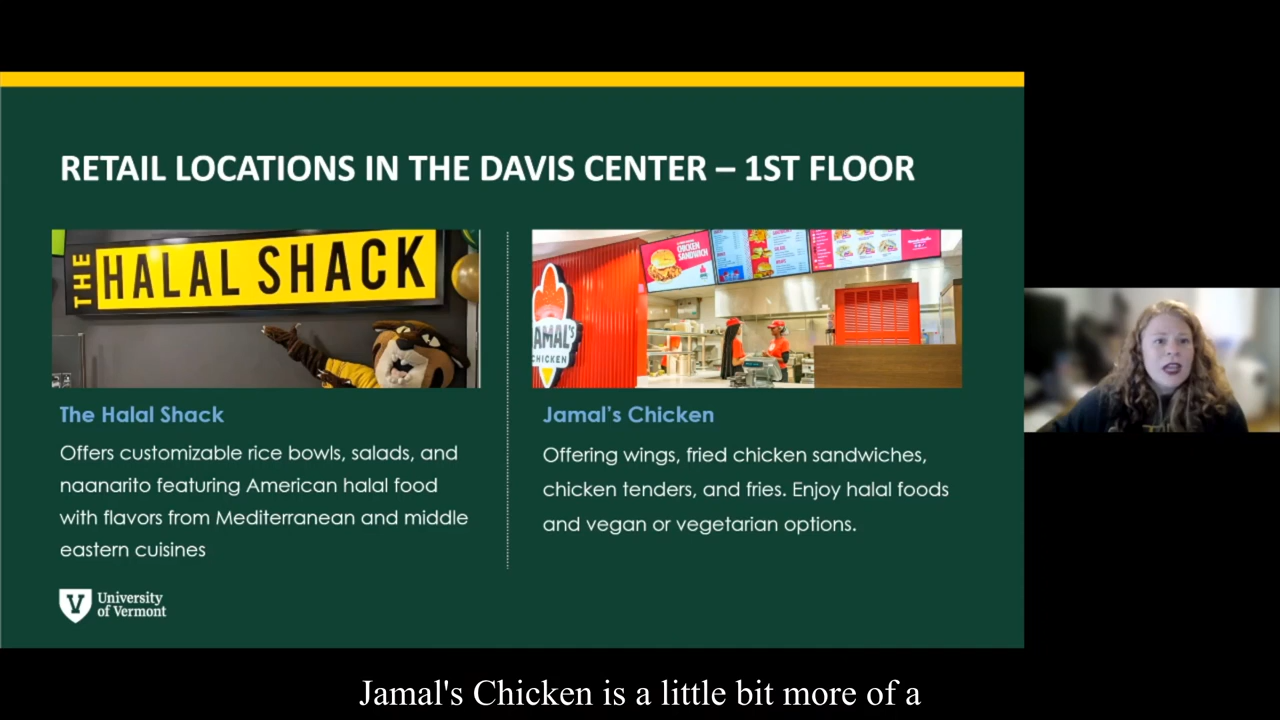 RETAIL LOCATIONS IN THE DAVIS CENTER – 1ST FLOOR
THE
HALAL SHACK
CHICKEN
SANDWICH
JAMAL'S
CHICKEN
The Halal Shack
Offers customizable rice bowls, salads, and
naanarito featuring American halal food
with flavors from Mediterranean and middle
eastern cuisines
Jamal’s Chicken
Offering wings, fried chicken sandwiches,
chicken tenders, and fries. Enjoy halal foods
and vegan or vegetarian options.
University
of Vermont
Jamal's Chicken is a little bit more of a